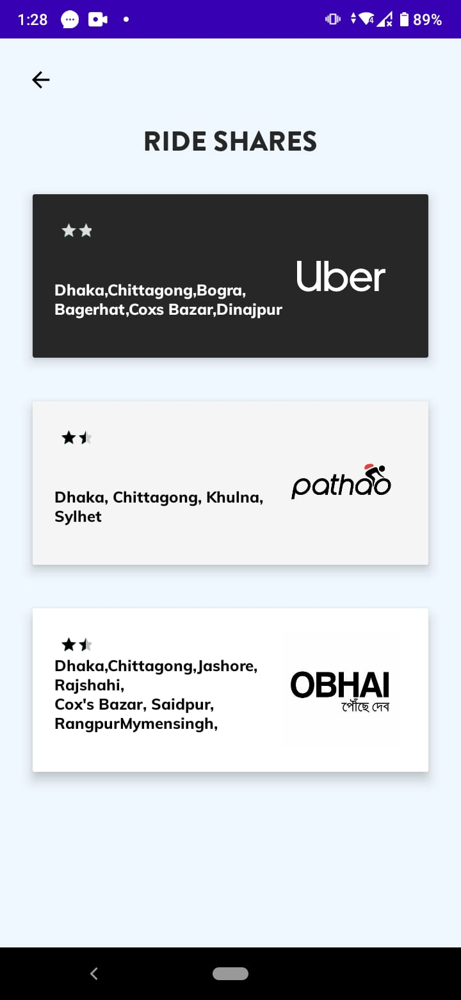 1:28
4
89%
RIDE SHARES
Dhaka,Chittagong,Bogra,
Bagerhat,Coxs Bazar,Dinajpur
Uber
Dhaka, Chittagong, Khulna,
Sylhet
pathao
Dhaka,Chittagong,Jashore,
Rajshahi,
Cox's Bazar, Saidpur,
RangpurMymensingh,
OBHAI
পৌঁছে দেব